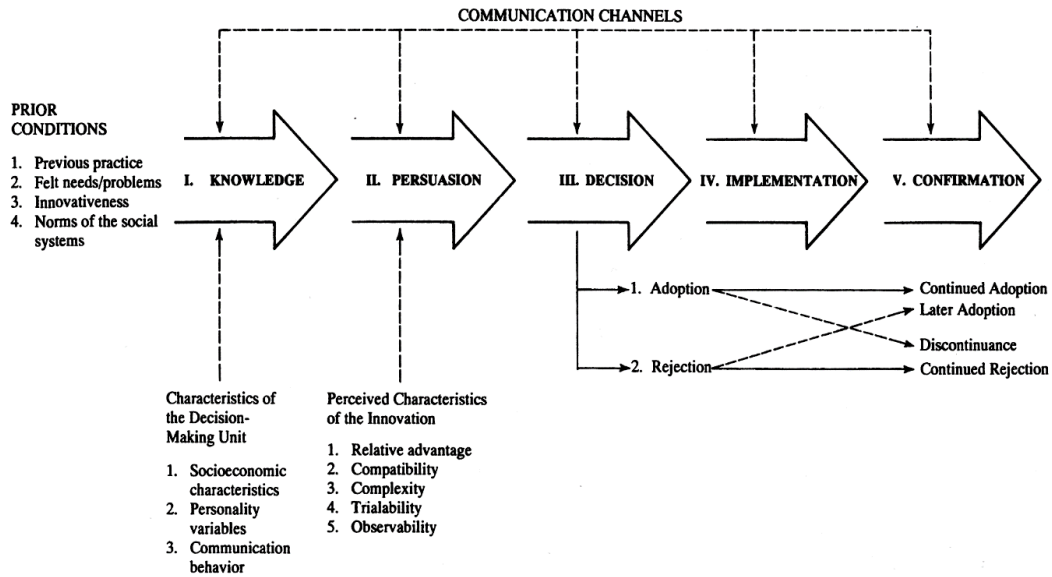 COMMUNICATION CHANNELS
PRIOR
CONDITIONS
1. Previous practice
2. Felt needs/problems
3. Innovativeness
4. Norms of the social
systems
I. KNOWLEDGE
II. PERSUASION
III. DECISION
IV. IMPLEMENTATION
V. CONFIRMATION
1. Adoption
Continued Adoption
Later Adoption
Discontinuance
2. Rejection
Continued Rejection
Characteristics of
the Decision-
Making Unit
1. Socioeconomic
characteristics
2. Personality
variables
3. Communication
behavior
Perceived Characteristics
of the Innovation
1. Relative advantage
2. Compatibility
3. Complexity
4. Trialability
5. Observability